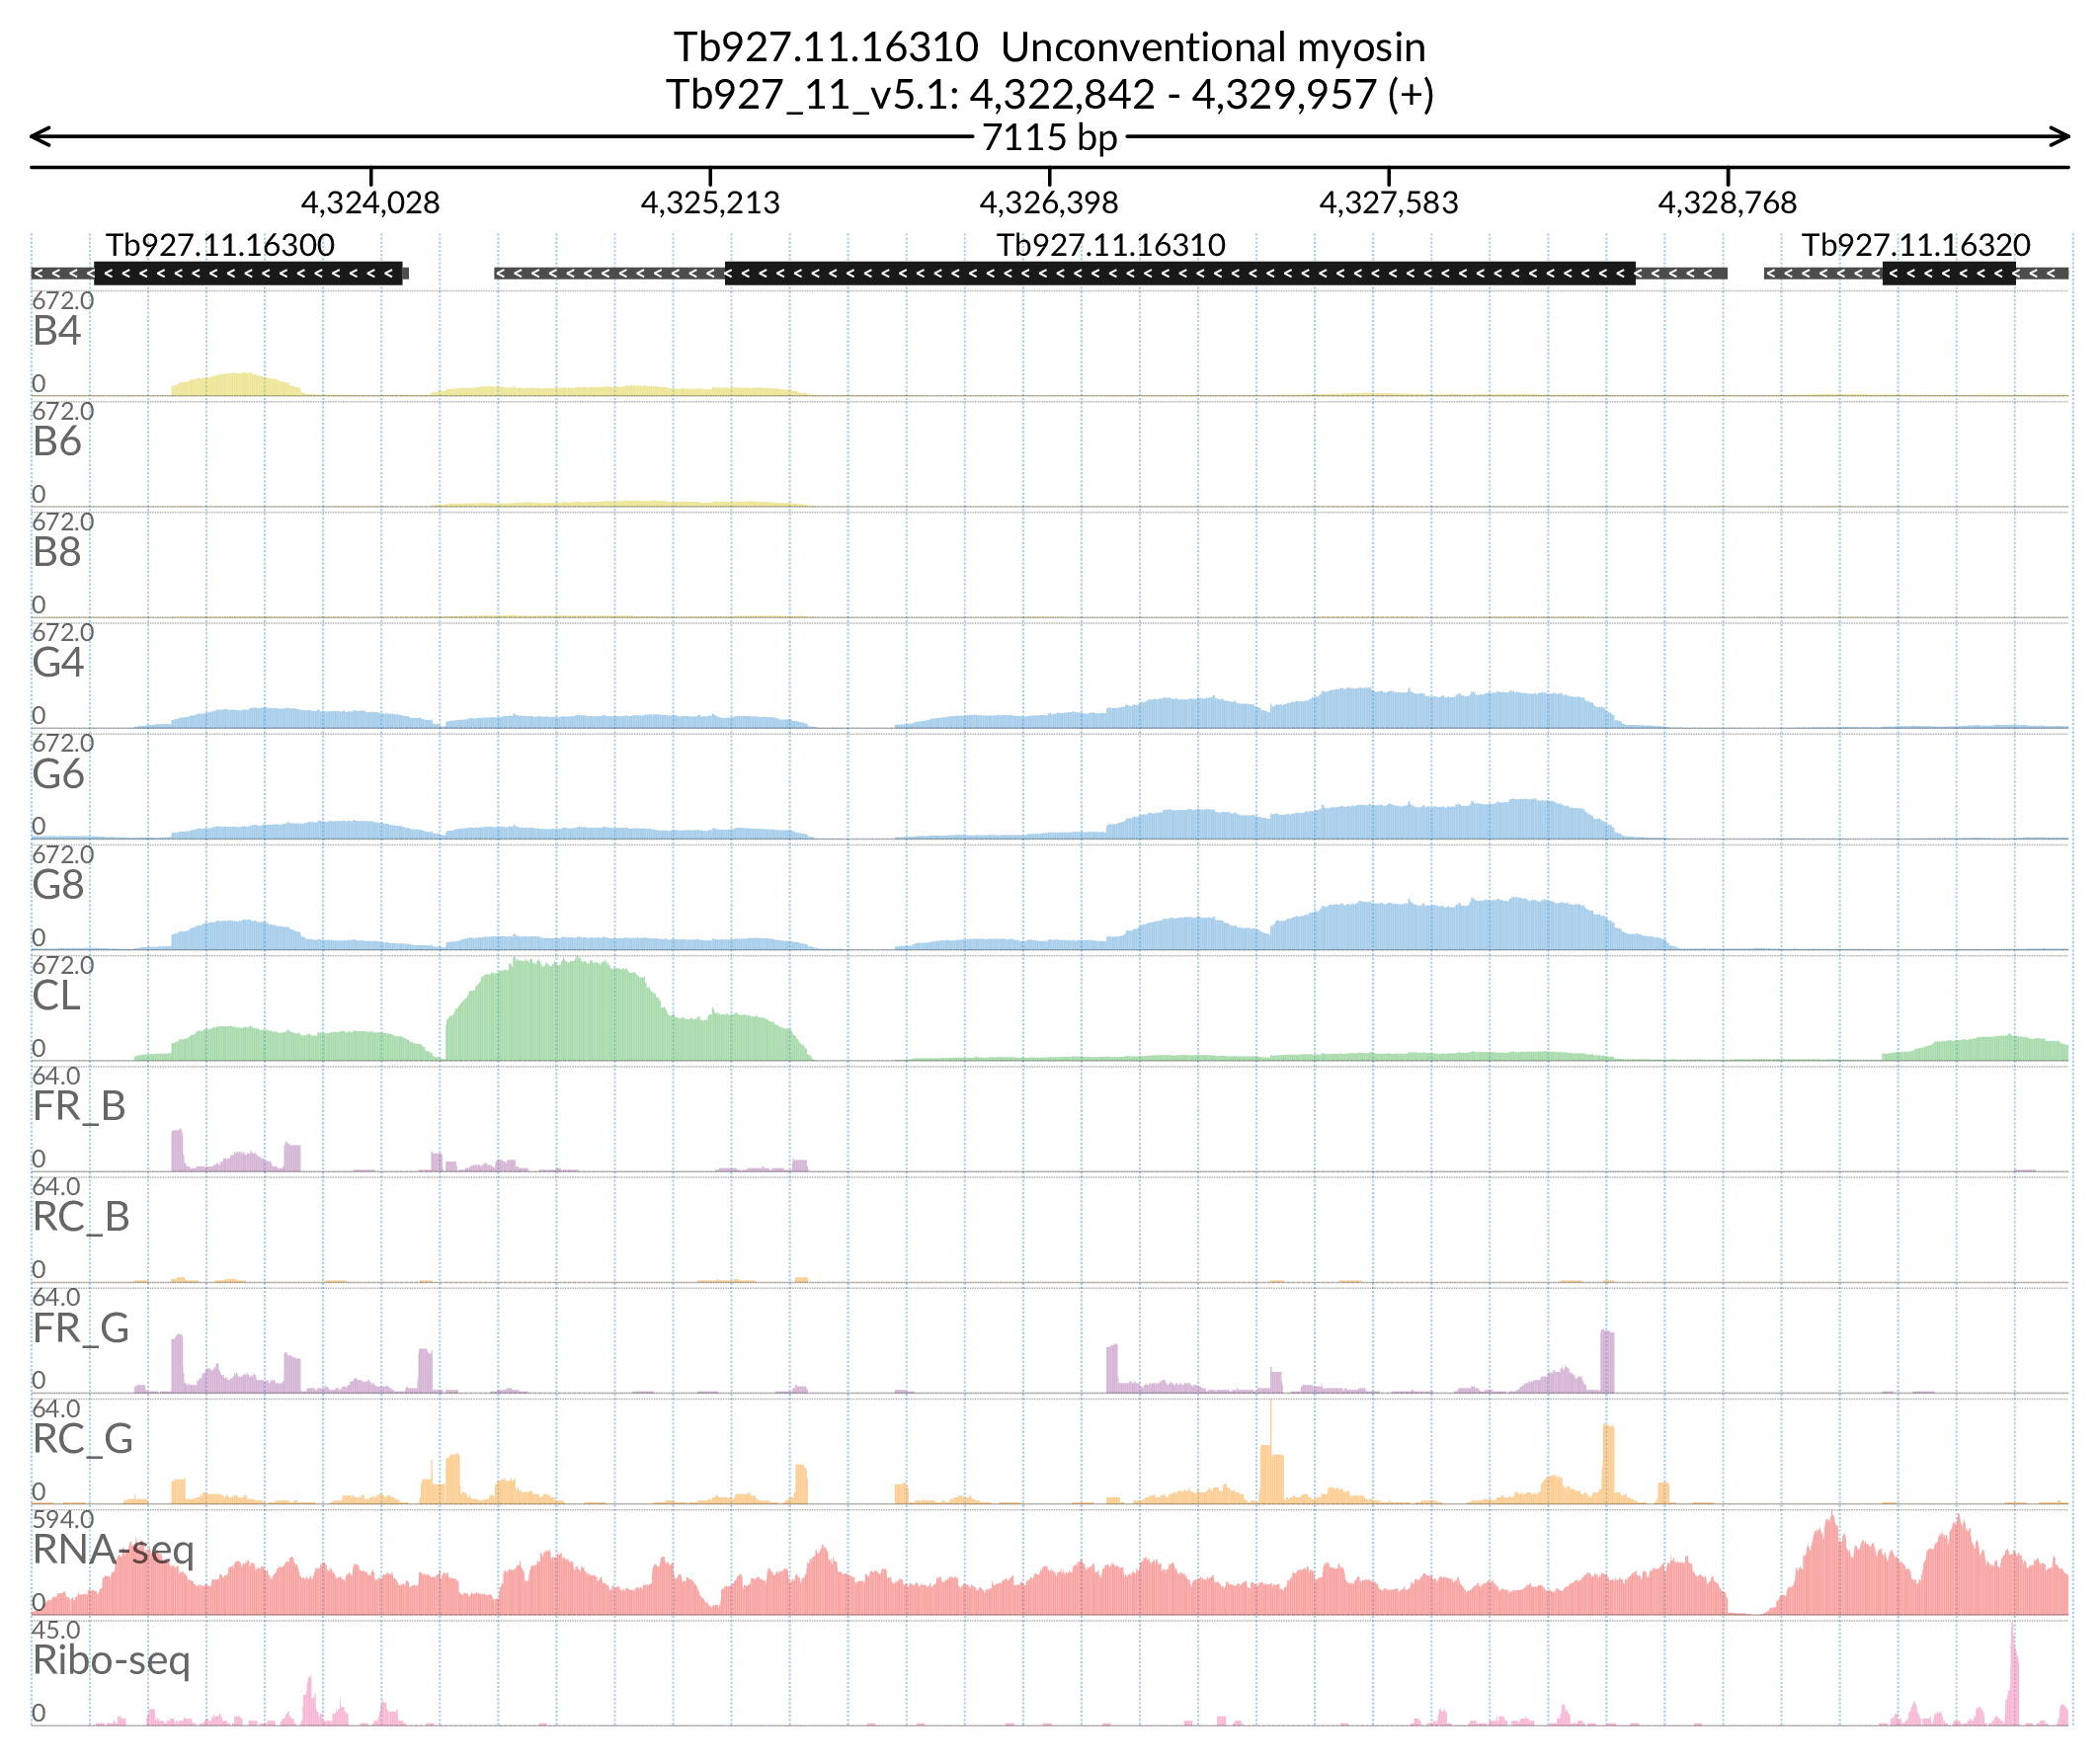 Tb927.11.16310  Unconventional myosin
Tb927_11_v5.1: 4,322,842 - 4,329,957 (+)
7115 bp
4,324,028 4,325,213 4,326,398 4,327,583 4,328,768
Tb927.11.16300 Tb927.11.16310 Tb927.11.16320
672.0
B4
0
672.0
B6
0
672.0
B8
0
672.0
G4
0
672.0
G6
0
672.0
G8
0
672.0
CL
0
64.0
FR_B
0
64.0
RC_B
0
64.0
FR_G
0
64.0
RC_G
0
594.0
RNA-seq
0
45.0
Ribo-seq
0